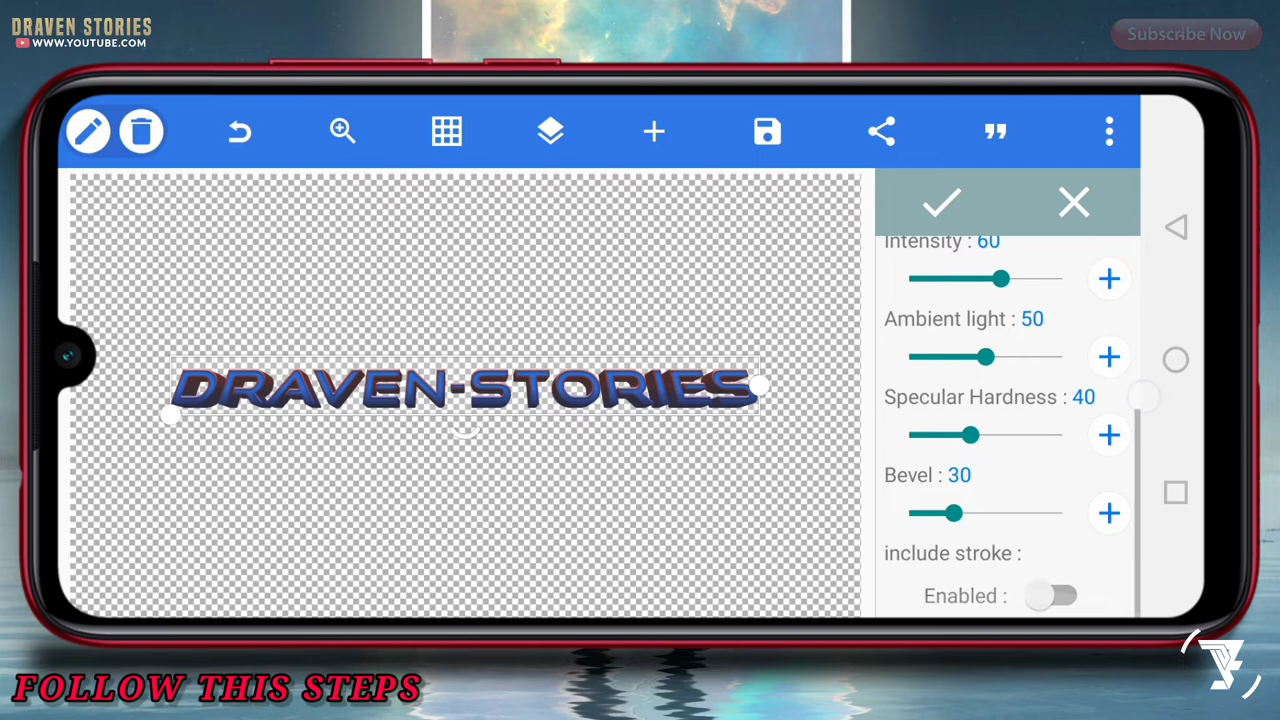 DRAVEN STORIES
WWW.YOUTUBE.COM
Subscribe Now
Intensity : 60
Ambient light : 50
Specular Hardness : 40
Bevel : 30
include stroke :
Enabled :
DRAVEN-STORIES
FOLLOW THIS STEPS